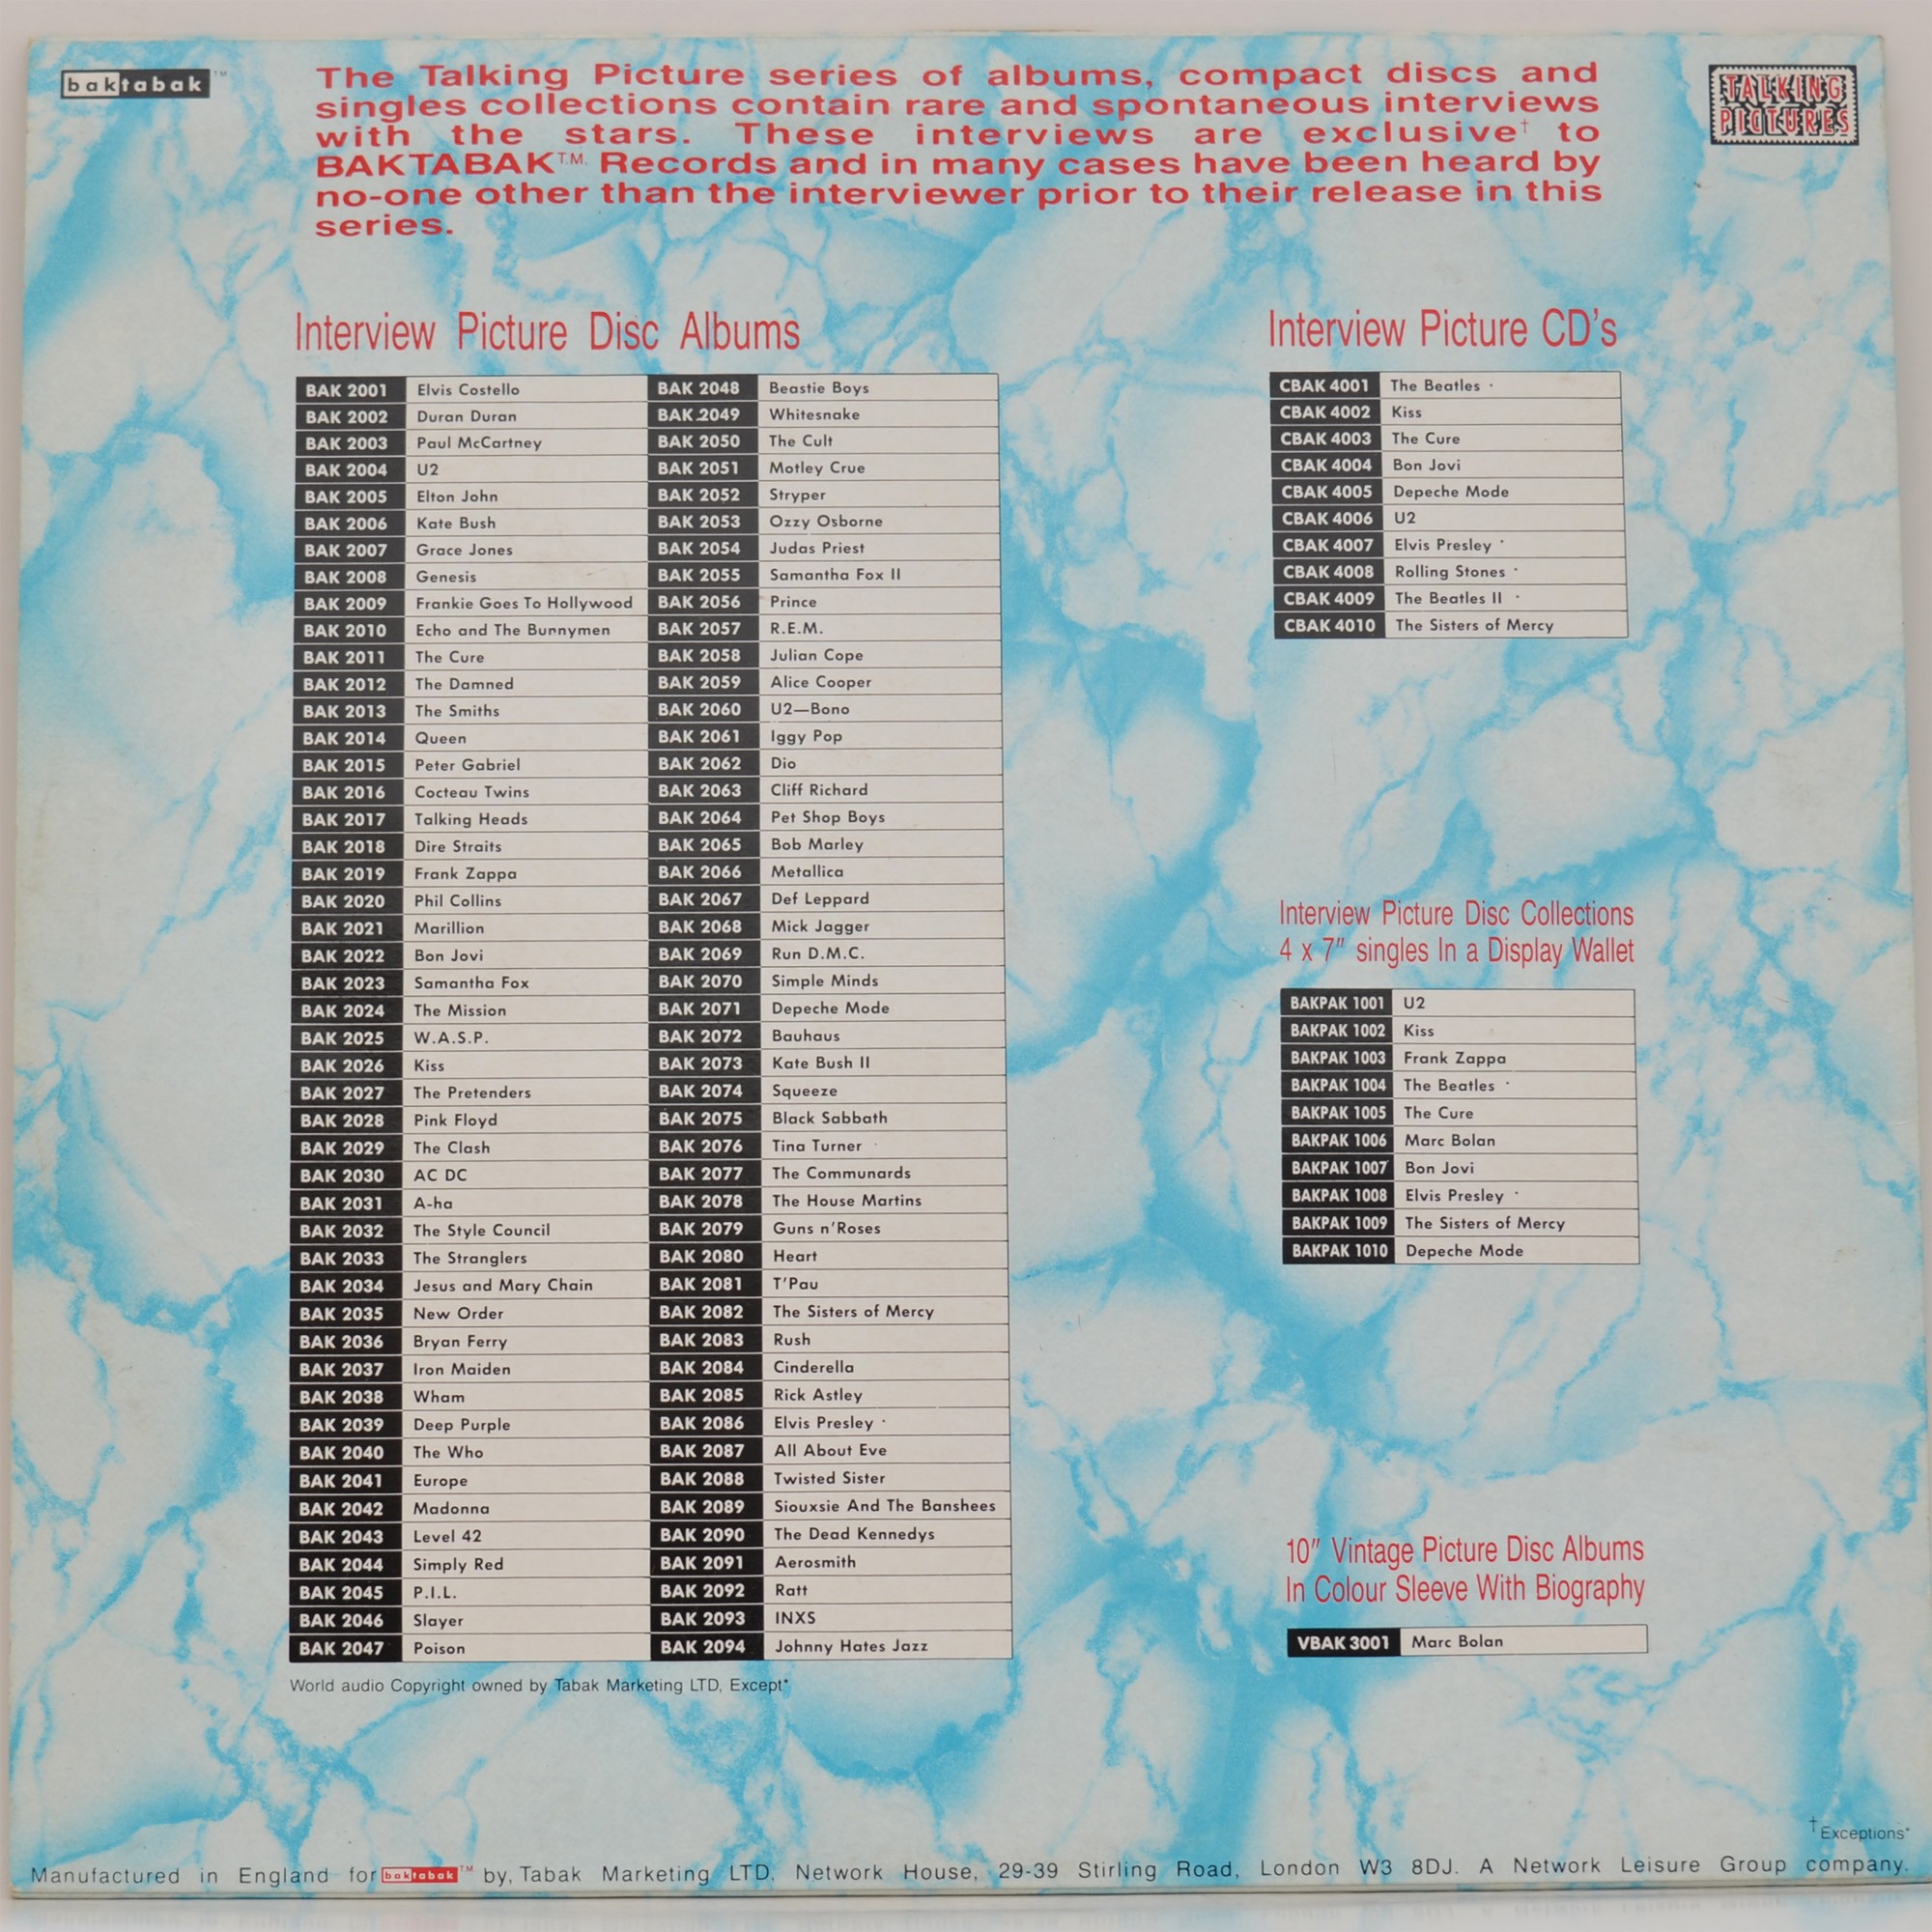 baktabak™
The Talking Picture series of albums, compact discs and
singles collections contain rare and spontaneous interviews
with the stars. These interviews are exclusive† to
BAKTABAK T.M. Records and in many cases have been heard by
no-one other than the interviewer prior to their release in this
series.
TALKING
PICTURES
Interview Picture Disc Albums
BAK 2001 Elvis Costello
BAK 2002 Duran Duran
BAK 2003 Paul McCartney
BAK 2004 U2
BAK 2005 Elton John
BAK 2006 Kate Bush
BAK 2007 Grace Jones
BAK 2008 Genesis
BAK 2009 Frankie Goes To Hollywood
BAK 2010 Echo and The Bunnymen
BAK 2011 The Cure
BAK 2012 The Damned
BAK 2013 The Smiths
BAK 2014 Queen
BAK 2015 Peter Gabriel
BAK 2016 Cocteau Twins
BAK 2017 Talking Heads
BAK 2018 Dire Straits
BAK 2019 Frank Zappa
BAK 2020 Phil Collins
BAK 2021 Marillion
BAK 2022 Bon Jovi
BAK 2023 Samantha Fox
BAK 2024 The Mission
BAK 2025 W.A.S.P.
BAK 2026 Kiss
BAK 2027 The Pretenders
BAK 2028 Pink Floyd
BAK 2029 The Clash
BAK 2030 AC DC
BAK 2031 A-ha
BAK 2032 The Style Council
BAK 2033 The Stranglers
BAK 2034 Jesus and Mary Chain
BAK 2035 New Order
BAK 2036 Bryan Ferry
BAK 2037 Iron Maiden
BAK 2038 Wham
BAK 2039 Deep Purple
BAK 2040 The Who
BAK 2041 Europe
BAK 2042 Madonna
BAK 2043 Level 42
BAK 2044 Simply Red
BAK 2045 P.I.L.
BAK 2046 Slayer
BAK 2047 Poison
BAK 2048 Beastie Boys
BAK 2049 Whitesnake
BAK 2050 The Cult
BAK 2051 Motley Crue
BAK 2052 Stryper
BAK 2053 Ozzy Osborne
BAK 2054 Judas Priest
BAK 2055 Samantha Fox II
BAK 2056 Prince
BAK 2057 R.E.M.
BAK 2058 Julian Cope
BAK 2059 Alice Cooper
BAK 2060 U2—Bono
BAK 2061 Iggy Pop
BAK 2062 Dio
BAK 2063 Cliff Richard
BAK 2064 Pet Shop Boys
BAK 2065 Bob Marley
BAK 2066 Metallica
BAK 2067 Def Leppard
BAK 2068 Mick Jagger
BAK 2069 Run D.M.C.
BAK 2070 Simple Minds
BAK 2071 Depeche Mode
BAK 2072 Bauhaus
BAK 2073 Kate Bush II
BAK 2074 Squeeze
BAK 2075 Black Sabbath
BAK 2076 Tina Turner ·
BAK 2077 The Communards
BAK 2078 The House Martins
BAK 2079 Guns n'Roses
BAK 2080 Heart
BAK 2081 T'Pau
BAK 2082 The Sisters of Mercy
BAK 2083 Rush
BAK 2084 Cinderella
BAK 2085 Rick Astley
BAK 2086 Elvis Presley ·
BAK 2087 All About Eve
BAK 2088 Twisted Sister
BAK 2089 Siouxsie And The Banshees
BAK 2090 The Dead Kennedys
BAK 2091 Aerosmith
BAK 2092 Ratt
BAK 2093 INXS
BAK 2094 Johnny Hates Jazz
World audio Copyright owned by Tabak Marketing LTD, Except*
Interview Picture CD's
CBAK 4001 The Beatles ·
CBAK 4002 Kiss
CBAK 4003 The Cure
CBAK 4004 Bon Jovi
CBAK 4005 Depeche Mode
CBAK 4006 U2
CBAK 4007 Elvis Presley ·
CBAK 4008 Rolling Stones ·
CBAK 4009 The Beatles II ·
CBAK 4010 The Sisters of Mercy
Interview Picture Disc Collections
4 x 7" singles In a Display Wallet
BAKPAK 1001 U2
BAKPAK 1002 Kiss
BAKPAK 1003 Frank Zappa
BAKPAK 1004 The Beatles ·
BAKPAK 1005 The Cure
BAKPAK 1006 Marc Bolan
BAKPAK 1007 Bon Jovi
BAKPAK 1008 Elvis Presley ·
BAKPAK 1009 The Sisters of Mercy
BAKPAK 1010 Depeche Mode
10" Vintage Picture Disc Albums
In Colour Sleeve With Biography
VBAK 3001 Marc Bolan
†Exceptions*
Manufactured in England for baktabak™ by, Tabak Marketing LTD, Network House, 29-39 Stirling Road, London W3 8DJ. A Network Leisure Group company.